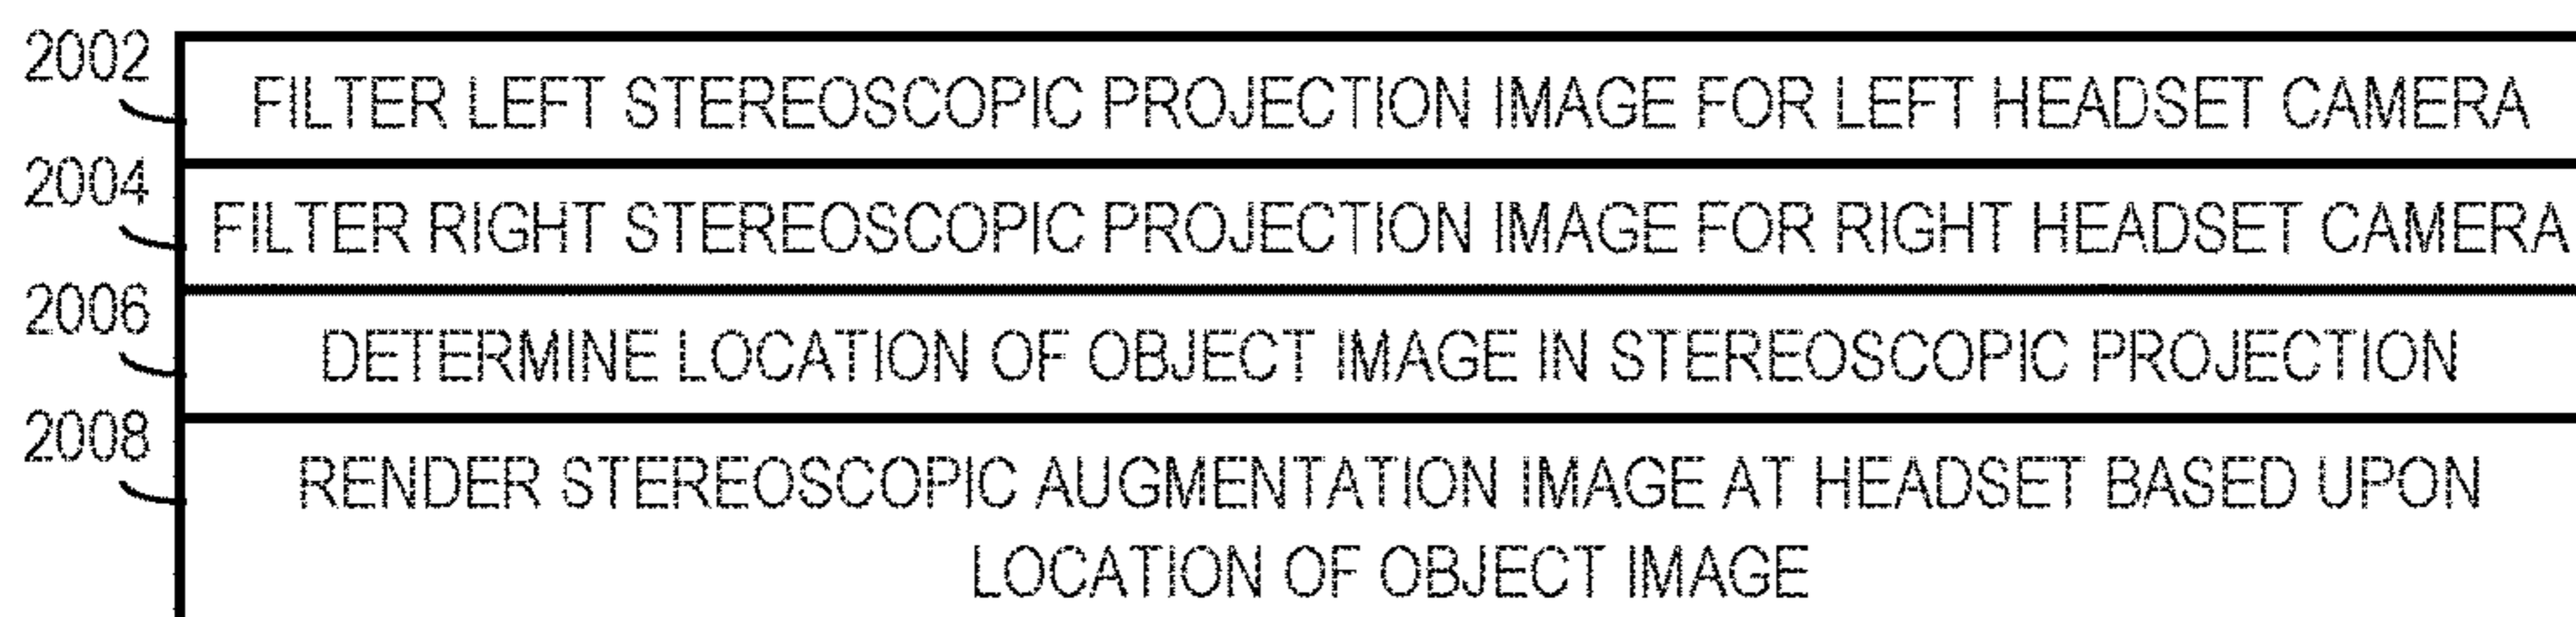 2002
FILTER LEFT STEREOSCOPIC PROJECTION IMAGE FOR LEFT HEADSET CAMERA
2004
FILTER RIGHT STEREOSCOPIC PROJECTION IMAGE FOR RIGHT HEADSET CAMERA
2006
DETERMINE LOCATION OF OBJECT IMAGE IN STEREOSCOPIC PROJECTION
2008
RENDER STEREOSCOPIC AUGMENTATION IMAGE AT HEADSET BASED UPON
LOCATION OF OBJECT IMAGE